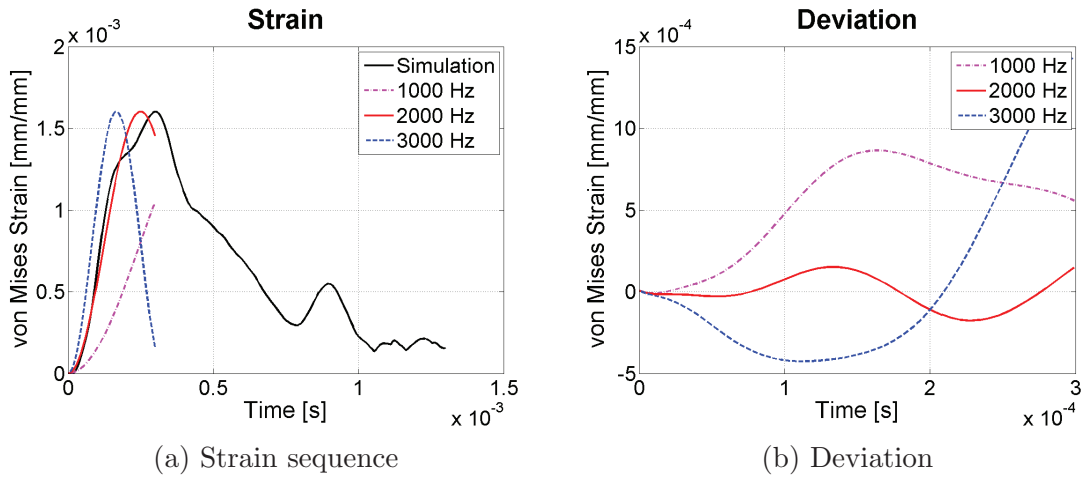 Strain
x 10⁻³
2
1.5
1
0.5
0
von Mises Strain [mm/mm]
Simulation
1000 Hz
2000 Hz
3000 Hz
0 0.5 1 1.5
Time [s]
x 10⁻³
(a) Strain sequence
Deviation
x 10⁻⁴
15
10
5
0
-5
von Mises Strain [mm/mm]
1000 Hz
2000 Hz
3000 Hz
0 1 2 3
Time [s]
x 10⁻⁴
(b) Deviation